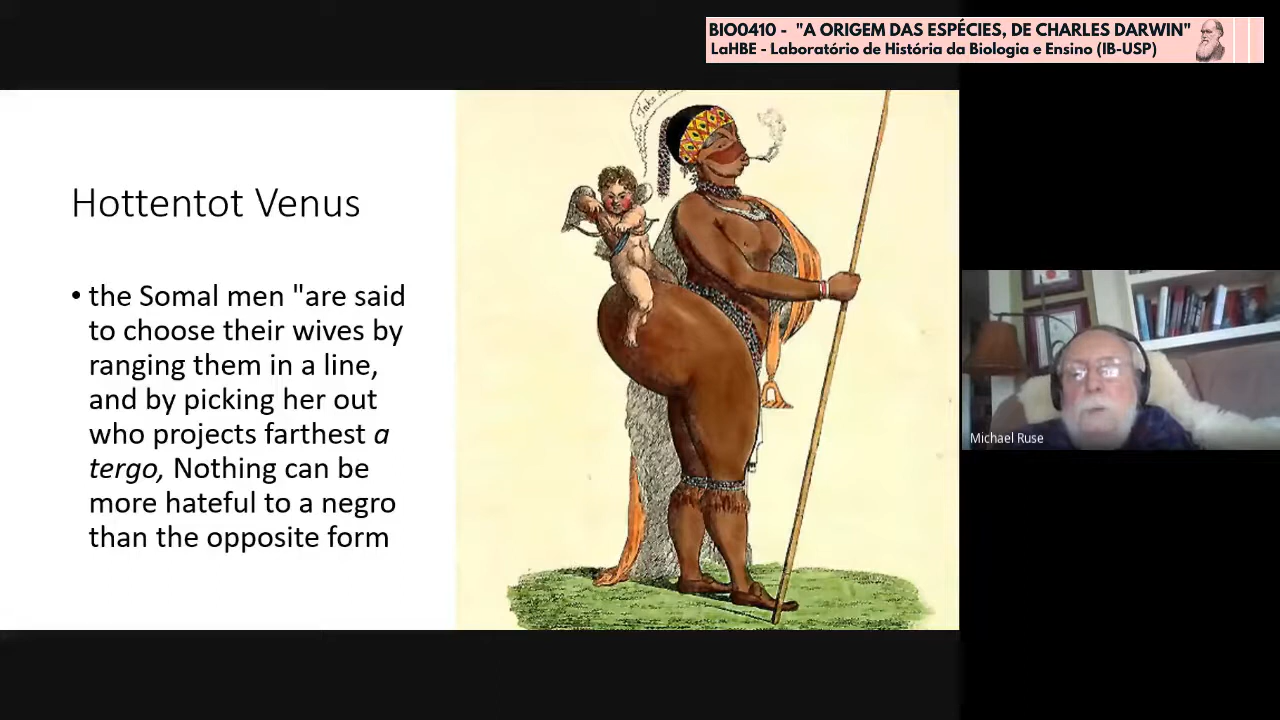 BIO0410 - "A ORIGEM DAS ESPÉCIES, DE CHARLES DARWIN"
LaHBE - Laboratório de História da Biologia e Ensino (IB-USP)
Hottentot Venus
• the Somal men "are said
to choose their wives by
ranging them in a line,
and by picking her out
who projects farthest a
tergo, Nothing can be
more hateful to a negro
than the opposite form
Take
Michael Ruse